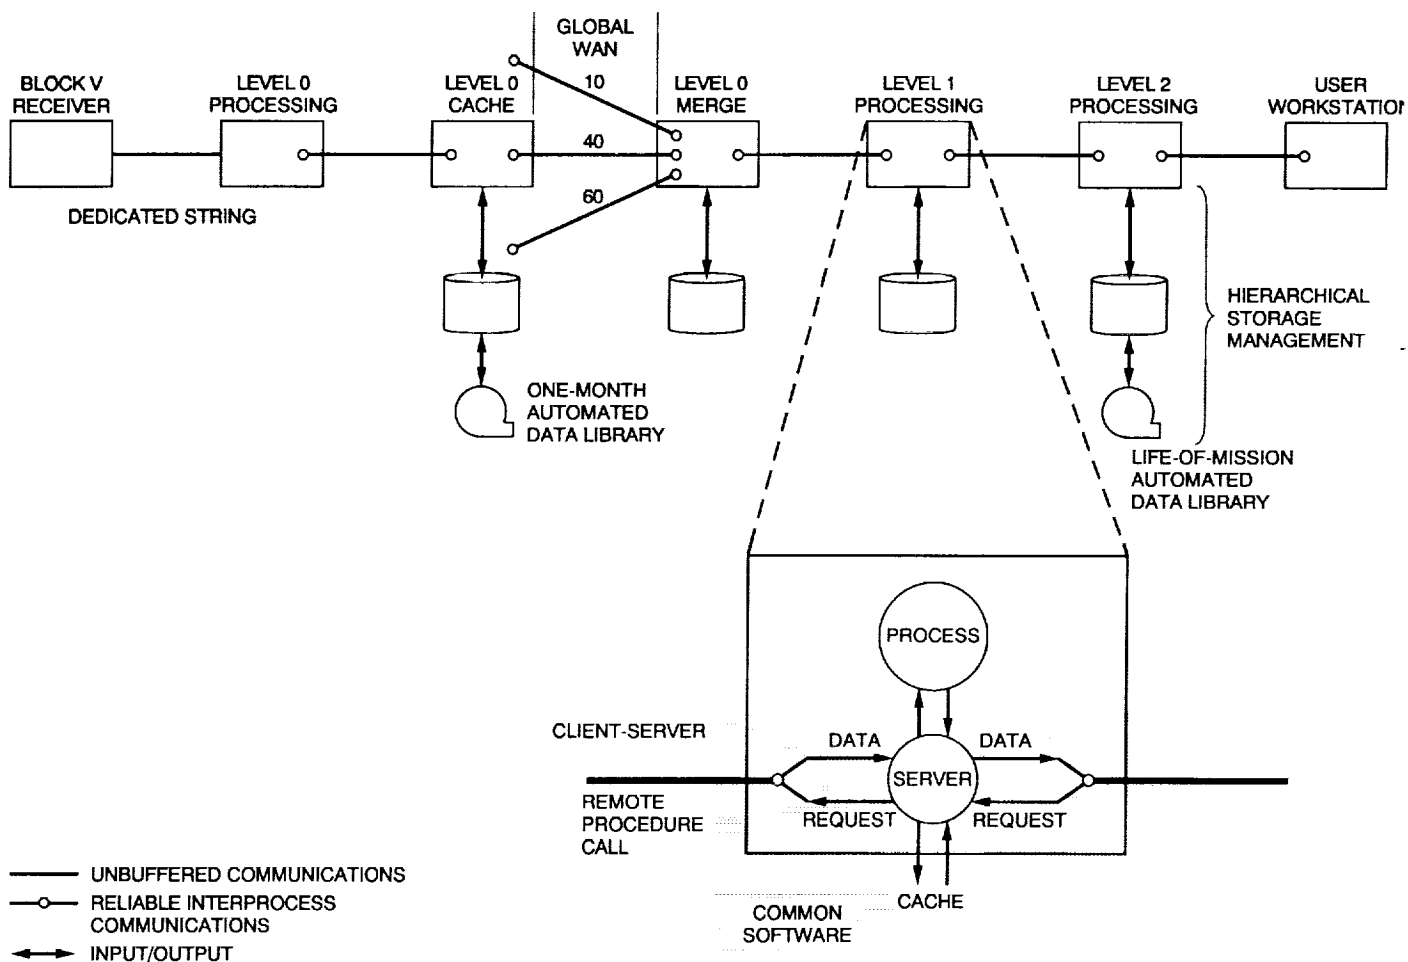 GLOBAL
WAN
BLOCK V
RECEIVER
LEVEL 0
PROCESSING
LEVEL 0
CACHE
10
LEVEL 0
MERGE
LEVEL 1
PROCESSING
LEVEL 2
PROCESSING
USER
WORKSTATION
40
60
DEDICATED STRING
HIERARCHICAL
STORAGE
MANAGEMENT
ONE-MONTH
AUTOMATED
DATA LIBRARY
LIFE-OF-MISSION
AUTOMATED
DATA LIBRARY
PROCESS
CLIENT-SERVER
DATA
DATA
SERVER
REMOTE
PROCEDURE
CALL
REQUEST
REQUEST
CACHE
COMMON
SOFTWARE
UNBUFFERED COMMUNICATIONS
RELIABLE INTERPROCESS
COMMUNICATIONS
INPUT/OUTPUT